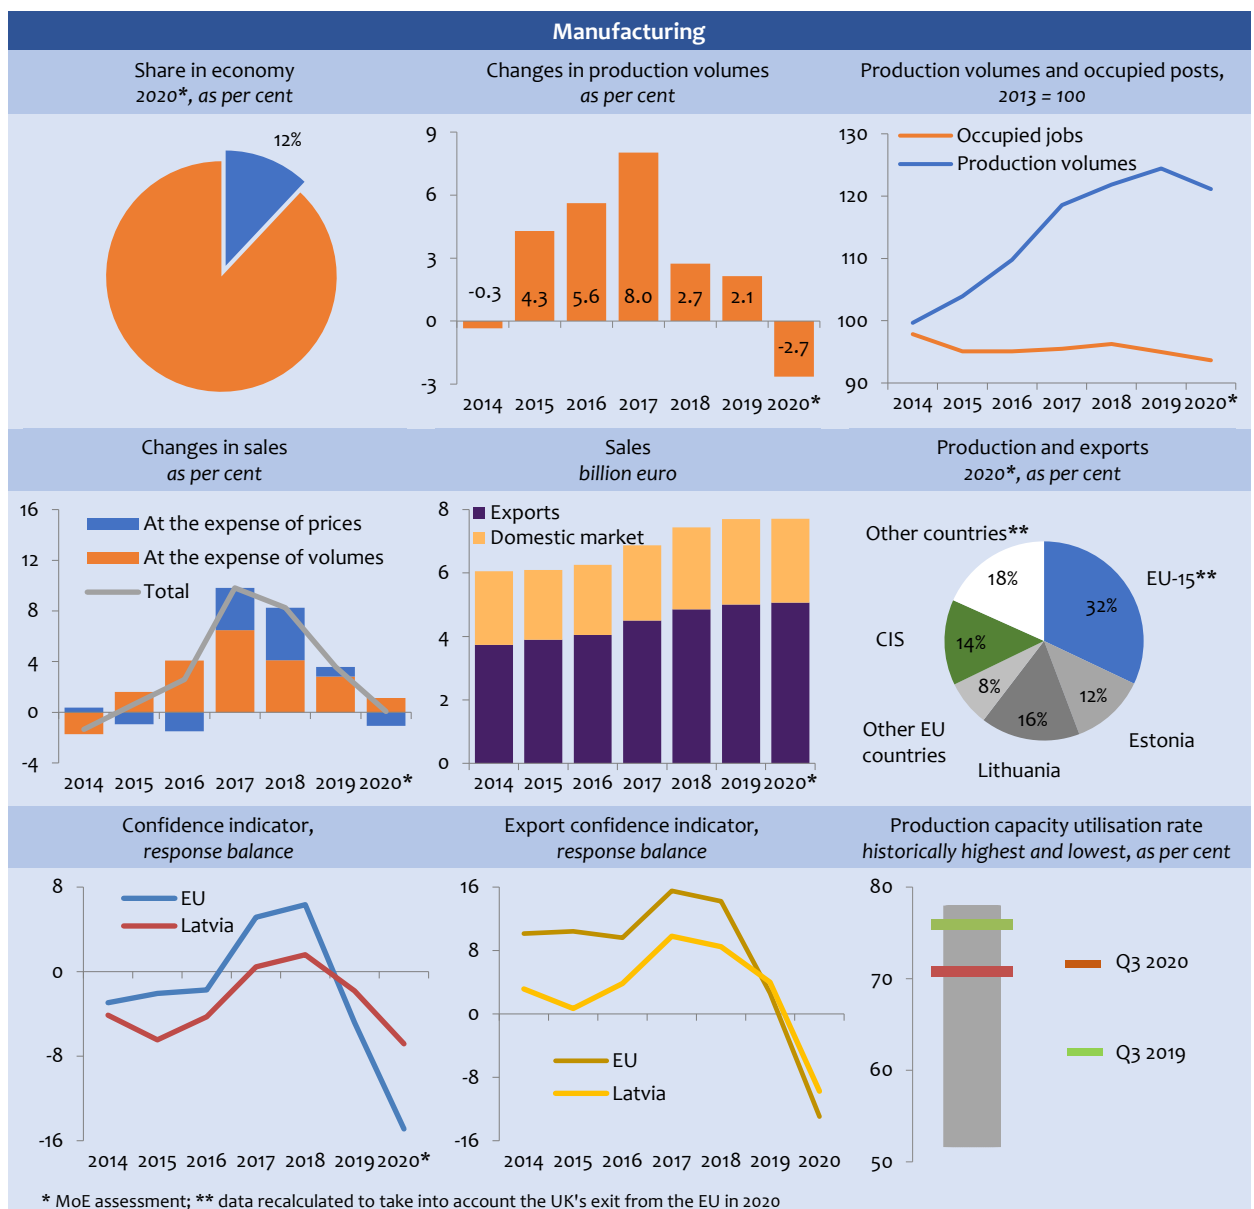 Manufacturing
Share in economy
2020*, as per cent
12%
Changes in production volumes
as per cent
9
6
3
0
-3
-0.3
4.3
5.6
8.0
2.7
2.1
-2.7
2014 2015 2016 2017 2018 2019 2020*
Production volumes and occupied posts,
2013 = 100
130
120
110
100
90
Occupied jobs
Production volumes
2014 2015 2016 2017 2018 2019 2020*
Changes in sales
as per cent
16
12
8
4
0
-4
At the expense of prices
At the expense of volumes
Total
2014 2015 2016 2017 2018 2019 2020*
Sales
billion euro
8
6
4
2
0
Exports
Domestic market
2014 2015 2016 2017 2018 2019 2020*
Production and exports
2020*, as per cent
Other countries**
18%
EU-15**
32%
CIS
14%
8%
12%
16%
Other EU
countries
Estonia
Lithuania
Confidence indicator,
response balance
8
0
-8
-16
EU
Latvia
2014 2015 2016 2017 2018 2019 2020*
Export confidence indicator,
response balance
16
8
0
-8
-16
EU
Latvia
2014 2015 2016 2017 2018 2019 2020
Production capacity utilisation rate
historically highest and lowest, as per cent
80
70
60
50
Q3 2020
Q3 2019
* MoE assessment; ** data recalculated to take into account the UK's exit from the EU in 2020